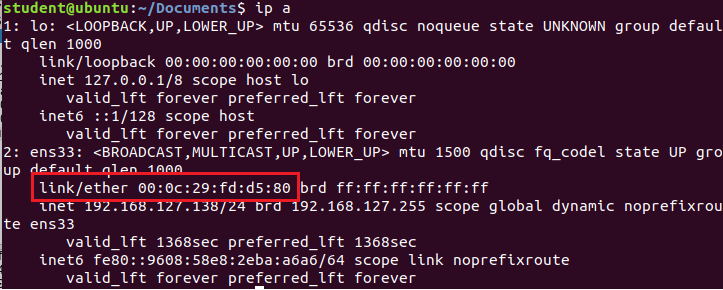 student@ubuntu:~/Documents$ ip a
1: lo: <LOOPBACK,UP,LOWER_UP> mtu 65536 qdisc noqueue state UNKNOWN group defaul
t qlen 1000
    link/loopback 00:00:00:00:00:00 brd 00:00:00:00:00:00
    inet 127.0.0.1/8 scope host lo
       valid_lft forever preferred_lft forever
    inet6 ::1/128 scope host
       valid_lft forever preferred_lft forever
2: ens33: <BROADCAST,MULTICAST,UP,LOWER_UP> mtu 1500 qdisc fq_codel state UP gro
up default qlen 1000
    link/ether 00:0c:29:fd:d5:80 brd ff:ff:ff:ff:ff:ff
    inet 192.168.127.138/24 brd 192.168.127.255 scope global dynamic noprefixrou
te ens33
       valid_lft 1368sec preferred_lft 1368sec
    inet6 fe80::9608:58e8:2eba:a6a6/64 scope link noprefixroute
       valid_lft forever preferred_lft forever